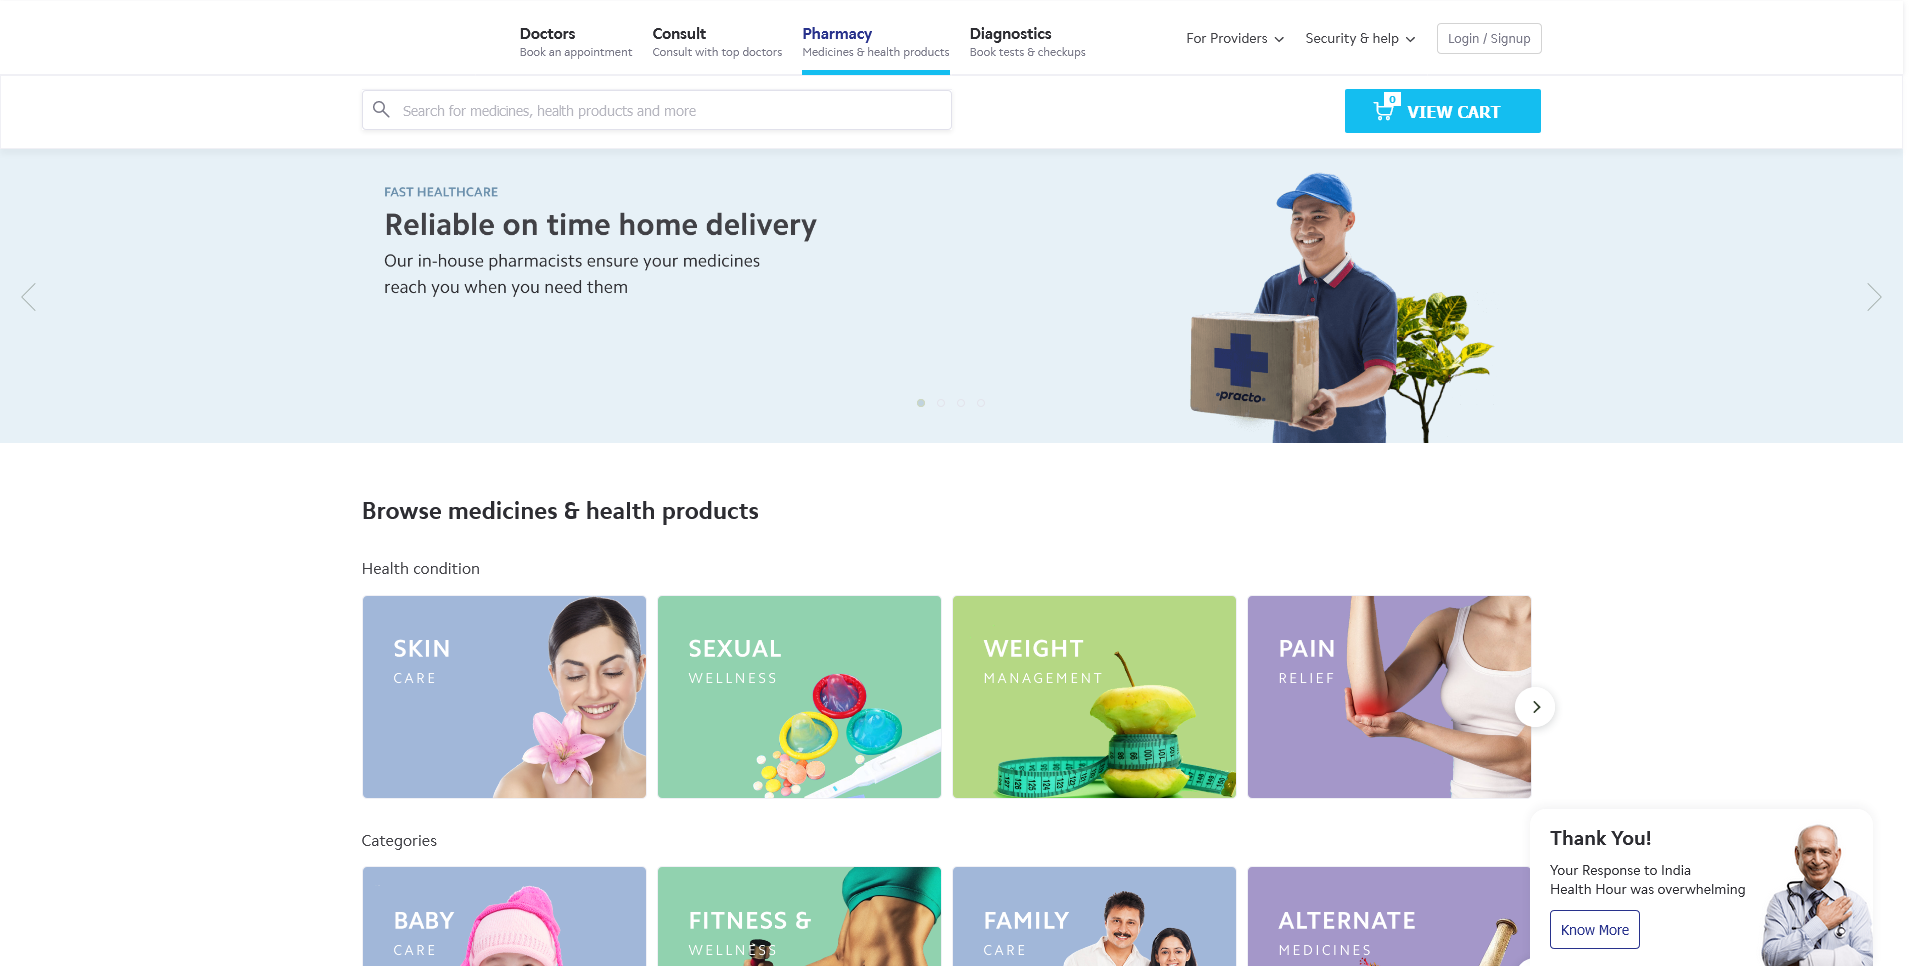 Doctors
Book an appointment
Consult
Consult with top doctors
Pharmacy
Medicines & health products
Diagnostics
Book tests & checkups
For Providers
Security & help
Login / Signup
Search for medicines, health products and more
0
VIEW CART
FAST HEALTHCARE
Reliable on time home delivery
Our in-house pharmacists ensure your medicines
reach you when you need them
•practo•
Browse medicines & health products
Health condition
SKIN
CARE
SEXUAL
WELLNESS
WEIGHT
MANAGEMENT
PAIN
RELIEF
Categories
BABY
CARE
FITNESS &
WELLNESS
FAMILY
CARE
ALTERNATE
MEDICINES
Thank You!
Your Response to India
Health Hour was overwhelming
Know More